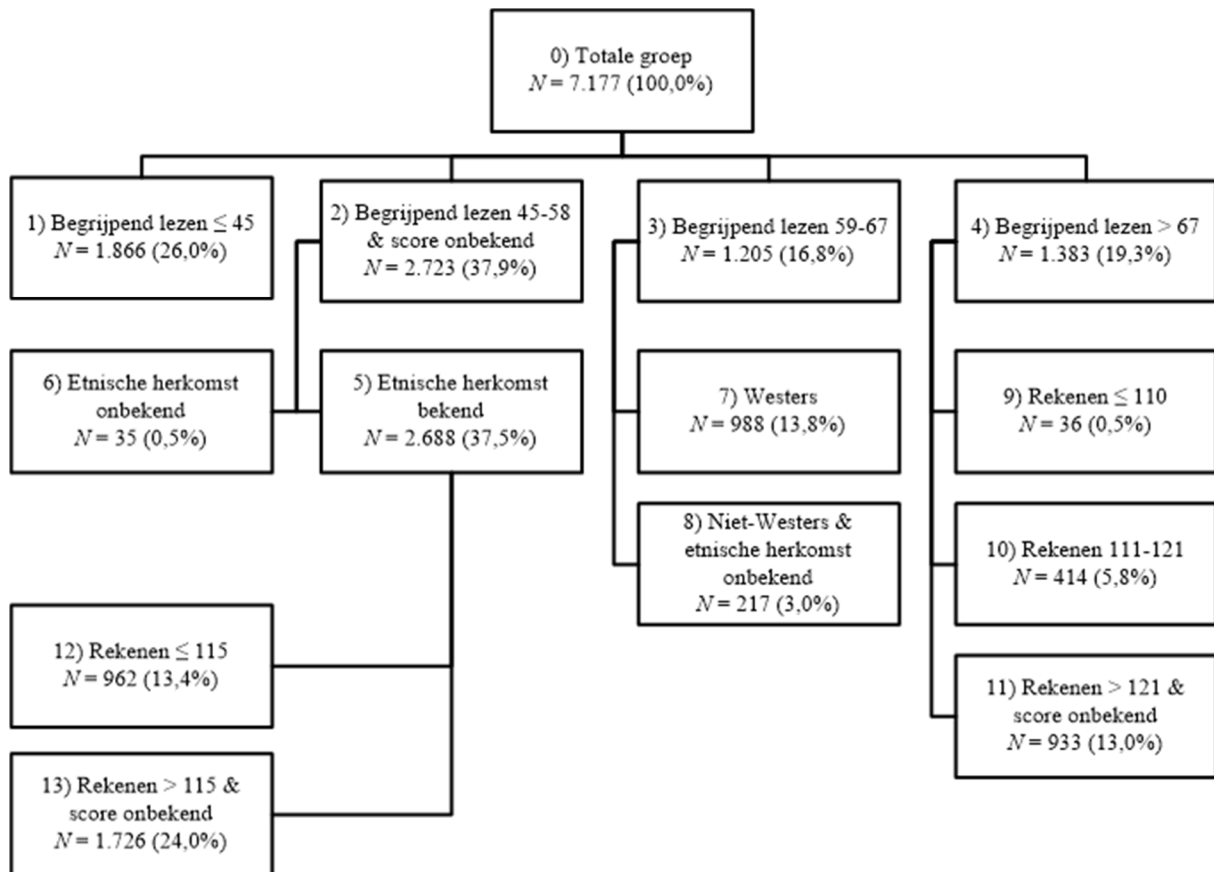 0) Totale groep
N = 7.177 (100,0%)
1) Begrijpend lezen ≤ 45
N = 1.866 (26,0%)
2) Begrijpend lezen 45-58
& score onbekend
N = 2.723 (37,9%)
3) Begrijpend lezen 59-67
N = 1.205 (16,8%)
4) Begrijpend lezen > 67
N = 1.383 (19,3%)
6) Etnische herkomst
onbekend
N = 35 (0,5%)
5) Etnische herkomst
bekend
N = 2.688 (37,5%)
7) Westers
N = 988 (13,8%)
9) Rekenen ≤ 110
N = 36 (0,5%)
8) Niet-Westers &
etnische herkomst
onbekend
N = 217 (3,0%)
10) Rekenen 111-121
N = 414 (5,8%)
12) Rekenen ≤ 115
N = 962 (13,4%)
11) Rekenen > 121 &
score onbekend
N = 933 (13,0%)
13) Rekenen > 115 &
score onbekend
N = 1.726 (24,0%)